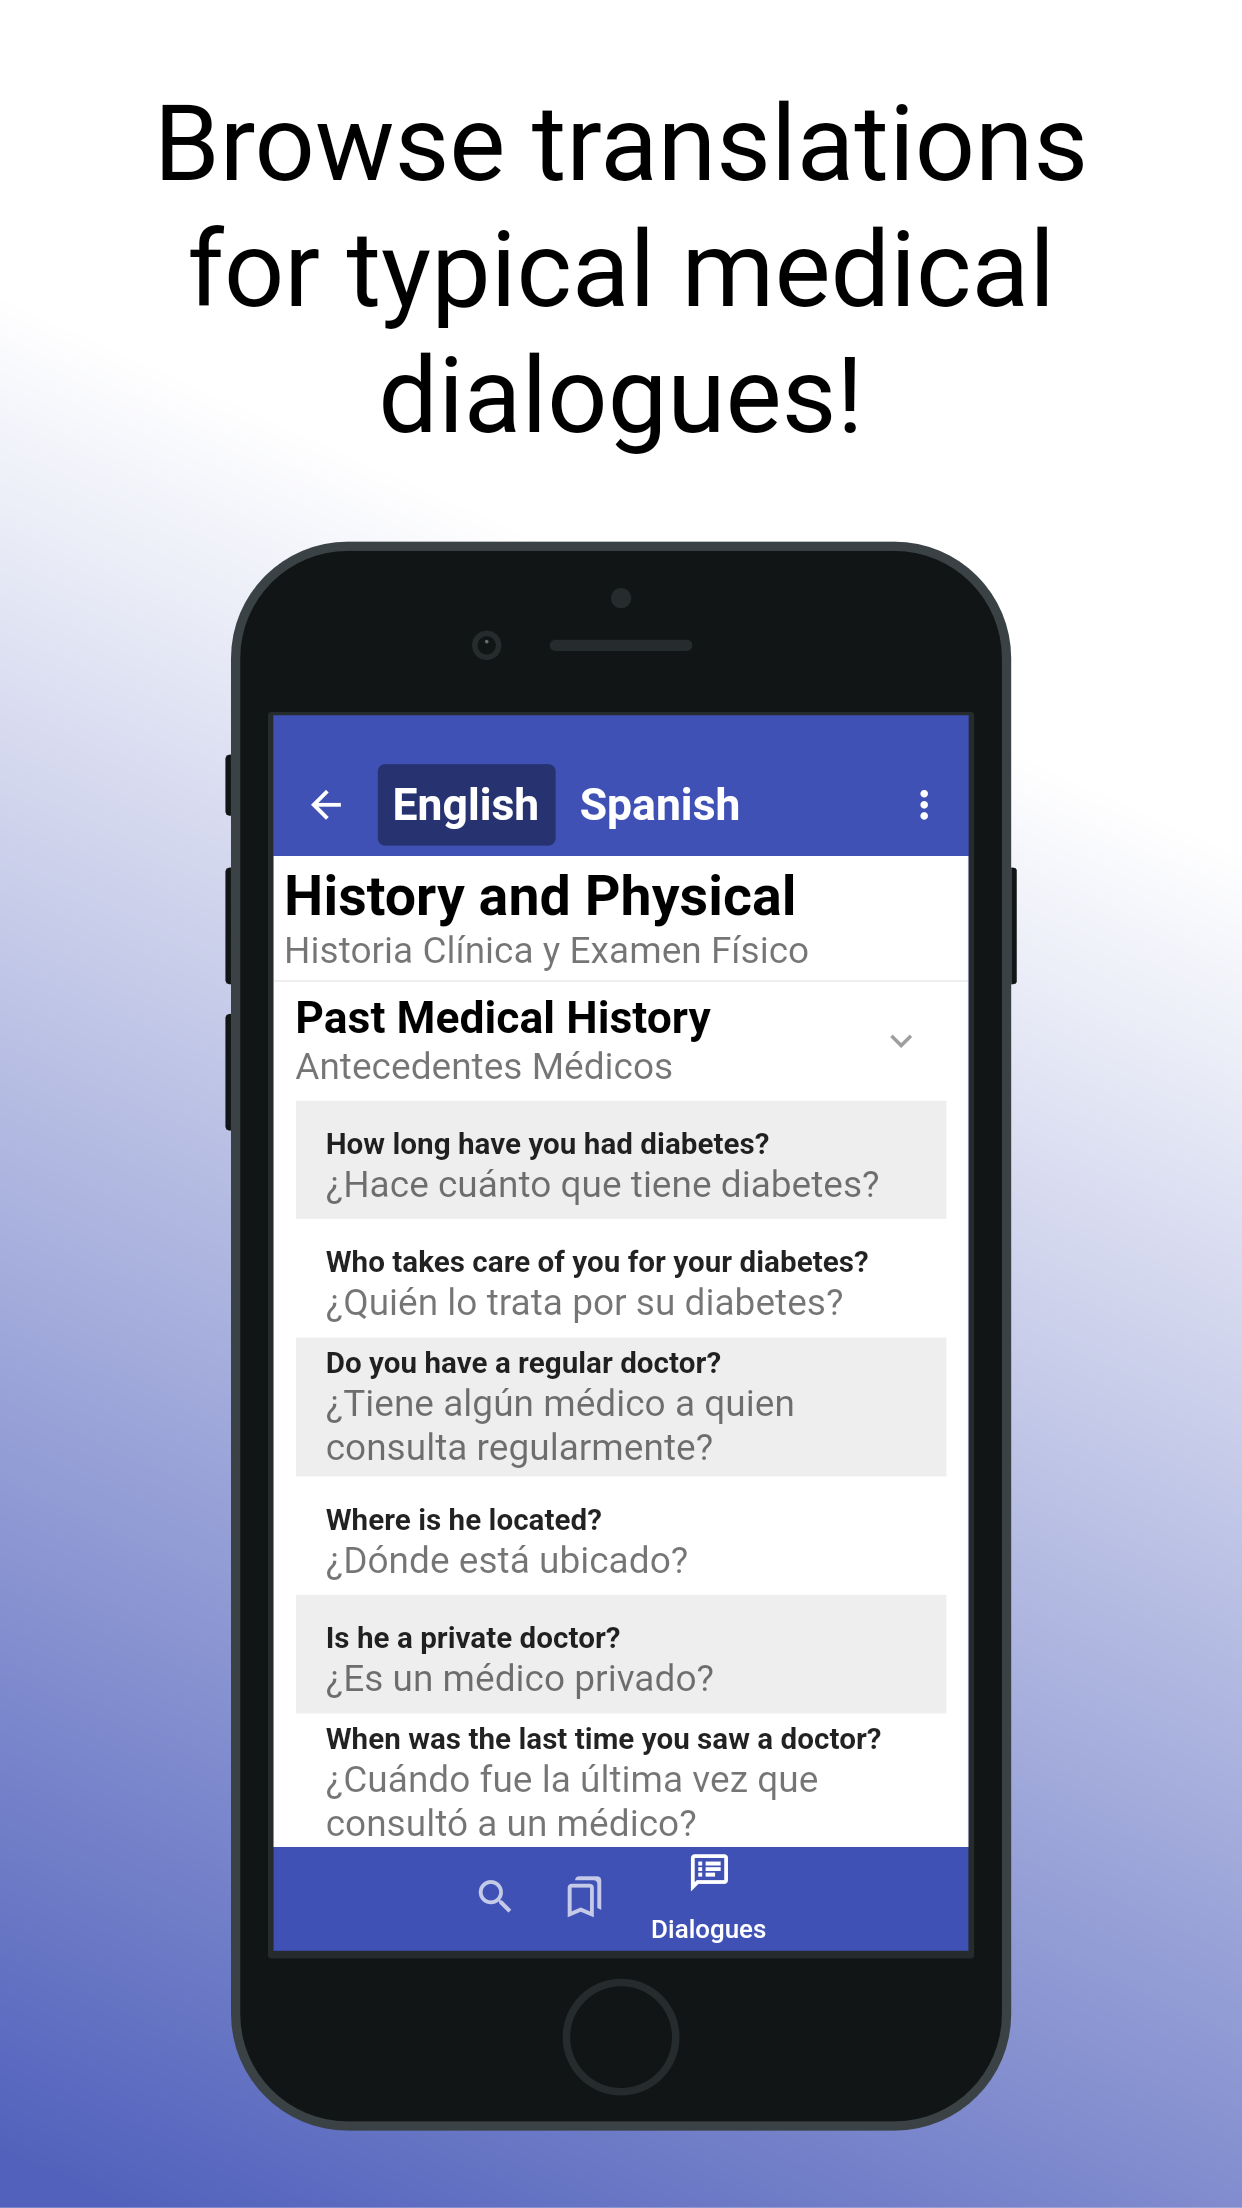 Browse translations
for typical medical
dialogues!
English Spanish
History and Physical
Historia Clínica y Examen Físico
Past Medical History
Antecedentes Médicos
How long have you had diabetes?
¿Hace cuánto que tiene diabetes?
Who takes care of you for your diabetes?
¿Quién lo trata por su diabetes?
Do you have a regular doctor?
¿Tiene algún médico a quien
consulta regularmente?
Where is he located?
¿Dónde está ubicado?
Is he a private doctor?
¿Es un médico privado?
When was the last time you saw a doctor?
¿Cuándo fue la última vez que
consultó a un médico?
Dialogues